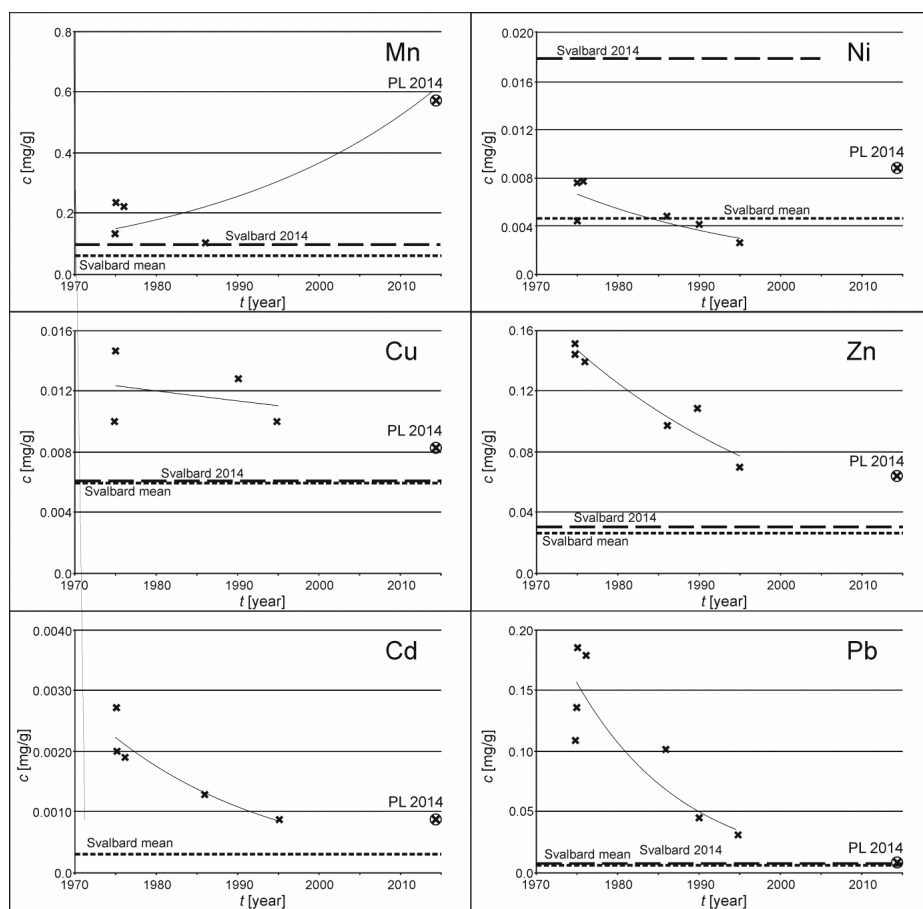 Mn
0.8
0.6
0.4
0.2
0.0
c [mg/g]
PL 2014
Svalbard 2014
Svalbard mean
1970 1980 1990 2000 2010
t [year]
Ni
0.020
0.016
0.012
0.008
0.004
0.0
c [mg/g]
Svalbard 2014
PL 2014
Svalbard mean
1970 1980 1990 2000 2010
t [year]
Cu
0.016
0.012
0.008
0.004
0.0
c [mg/g]
PL 2014
Svalbard 2014
Svalbard mean
1970 1980 1990 2000 2010
t [year]
Zn
0.16
0.12
0.08
0.04
0.0
c [mg/g]
PL 2014
Svalbard 2014
Svalbard mean
1970 1980 1990 2000 2010
t [year]
Cd
0.0040
0.0030
0.0020
0.0010
0.0
c [mg/g]
PL 2014
Svalbard mean
1970 1980 1990 2000 2010
t [year]
Pb
0.20
0.15
0.10
0.05
0.0
c [mg/g]
PL 2014
Svalbard mean Svalbard 2014
1970 1980 1990 2000 2010
t [year]